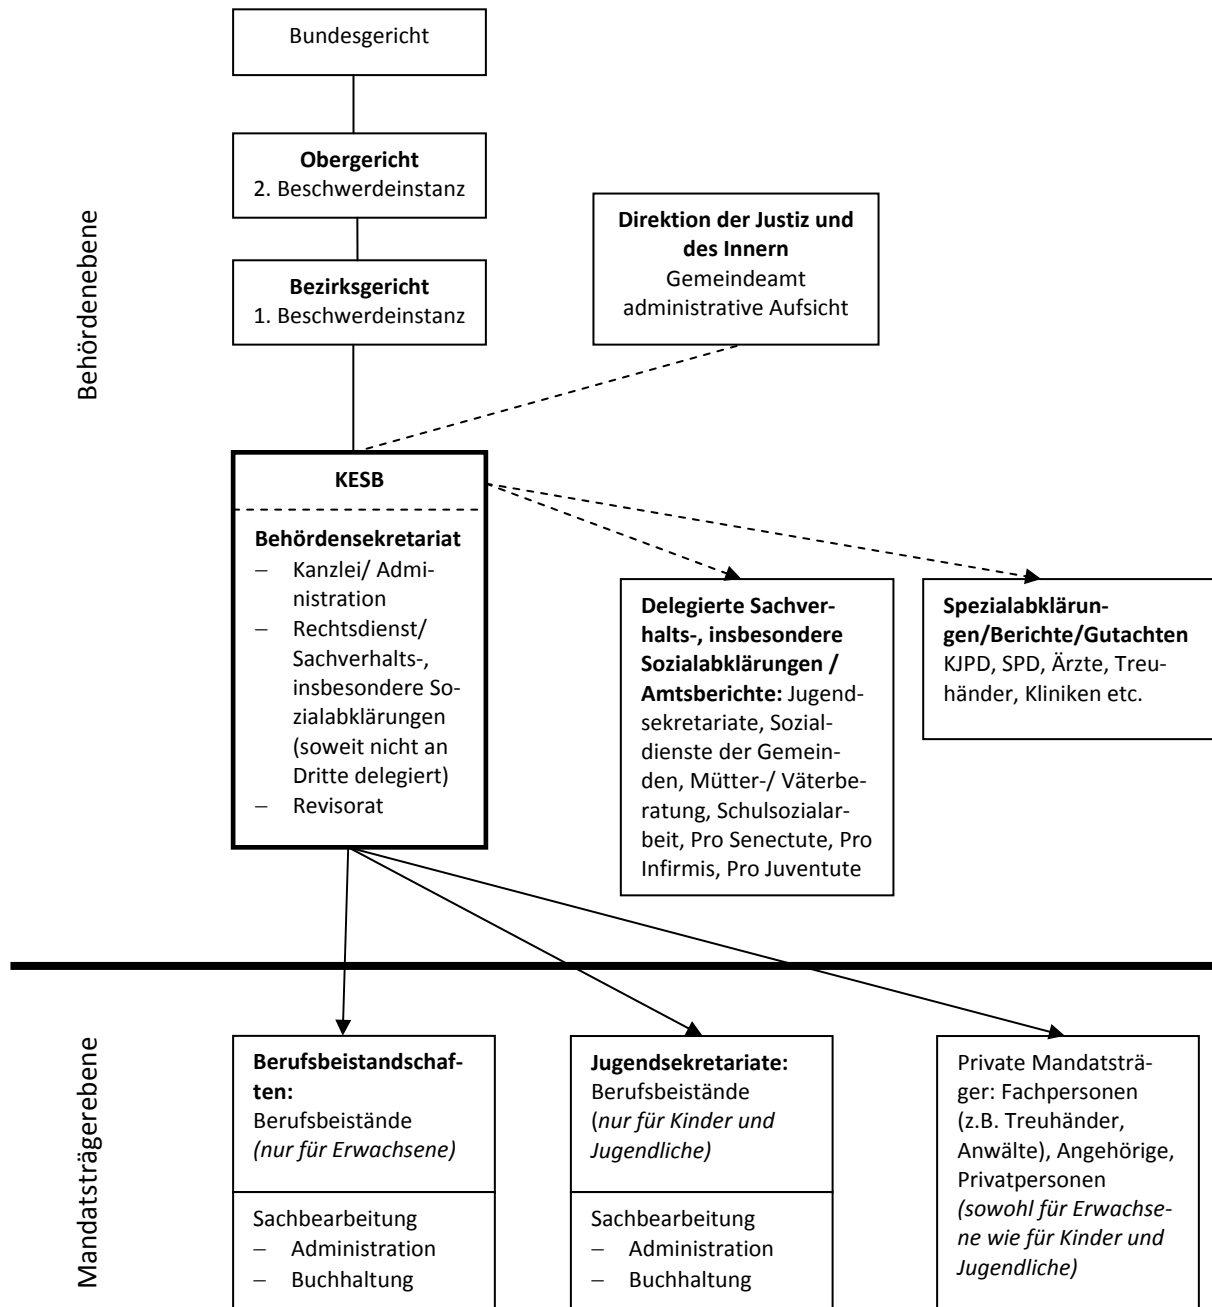 Bundesgericht
Obergericht
2. Beschwerdeinstanz
Bezirksgericht
1. Beschwerdeinstanz
Direktion der Justiz und
des Innern
Gemeindeamt
administrative Aufsicht
Behördenebene
KESB
Behördensekretariat
– Kanzlei/ Admi-
nistration
– Rechtsdienst/
Sachverhalts-,
insbesondere So-
zialabklärungen
(soweit nicht an
Dritte delegiert)
– Revisorat
Delegierte Sachver-
halts-, insbesondere
Sozialabklärungen /
Amtsberichte: Jugend-
sekretariate, Sozial-
dienste der Gemein-
den, Mütter-/ Väterbe-
ratung, Schulsozialar-
beit, Pro Senectute, Pro
Infirmis, Pro Juventute
Spezialabklärun-
gen/Berichte/Gutachten
KJPD, SPD, Ärzte, Treu-
händer, Kliniken etc.
Mandatsträgerebene
Berufsbeistandschaf-
ten:
Berufsbeistände
(nur für Erwachsene)
Sachbearbeitung
– Administration
– Buchhaltung
Jugendsekretariate:
Berufsbeistände
(nur für Kinder und
Jugendliche)
Sachbearbeitung
– Administration
– Buchhaltung
Private Mandatsträ-
ger: Fachpersonen
(z.B. Treuhänder,
Anwälte), Angehörige,
Privatpersonen
(sowohl für Erwachse-
ne wie für Kinder und
Jugendliche)